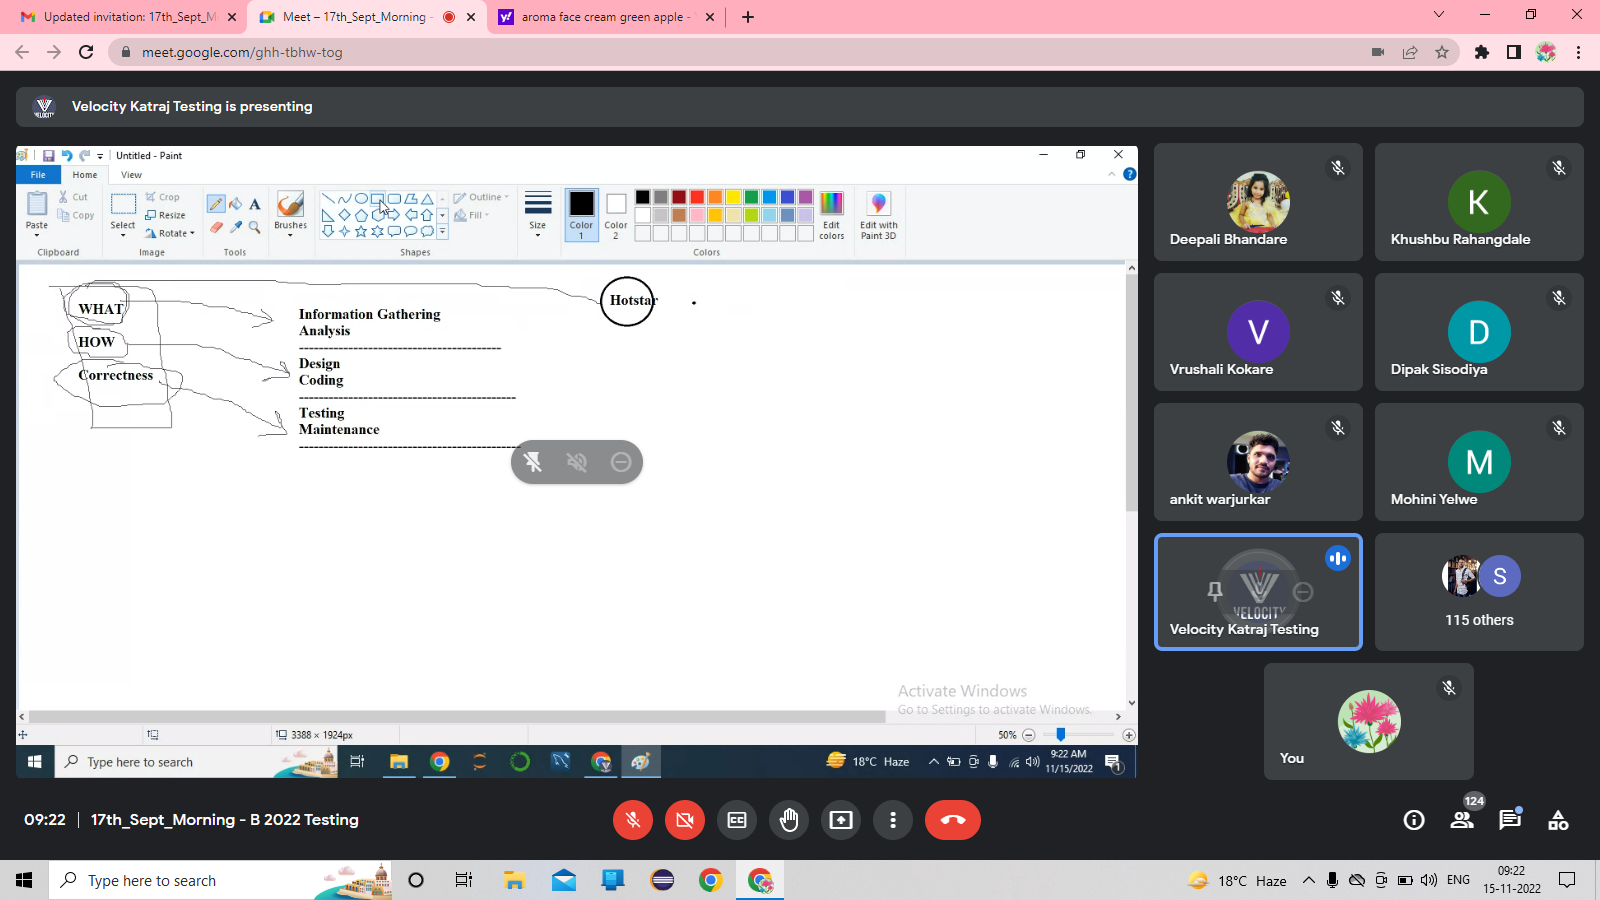 Updated invitation: 17th_Sept_M
Meet – 17th_Sept_Morning -
aroma face cream green apple -
meet.google.com/ghh-tbhw-tog
Velocity Katraj Testing is presenting
Untitled - Paint
File
Home
View
Paste
Cut
Copy
Clipboard
Select
Crop
Resize
Rotate
Image
Tools
Brushes
Outline
Fill
Shapes
Size
Color
1
Color
2
Edit
colors
Colors
Edit with
Paint 3D
WHAT
HOW
Correctness
Information Gathering
Analysis
Design
Coding
Testing
Maintenance
Hotstar
Activate Windows
Go to Settings to activate Windows.
3388 × 1924px
50%
Type here to search
18°C Haze
9:22 AM
11/15/2022
1
Deepali Bhandare
K
Khushbu Rahangdale
V
Vrushali Kokare
D
Dipak Sisodiya
ankit warjurkar
M
Mohini Yelwe
VELOCITY
Velocity Katraj Testing
S
115 others
You
09:22 | 17th_Sept_Morning - B 2022 Testing
124
Type here to search
18°C Haze
ENG
09:22
15-11-2022